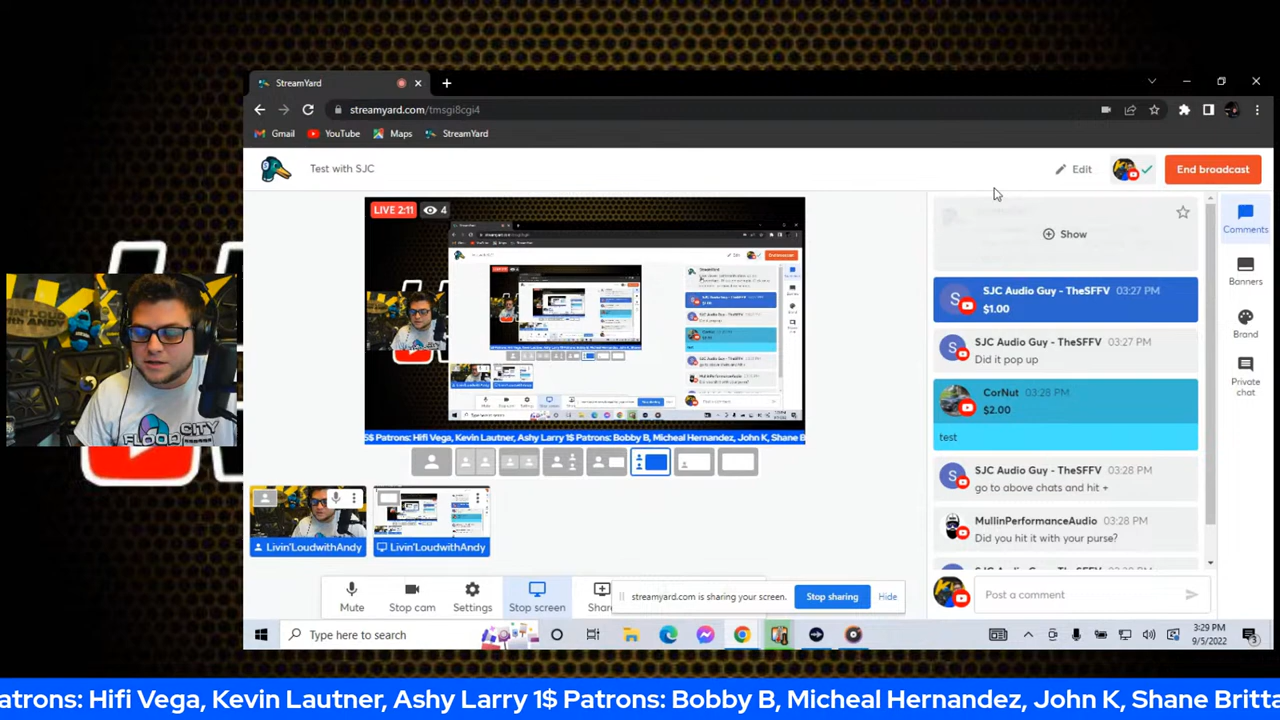 StreamYard
streamyard.com/tmsgi8cgi4
Gmail YouTube Maps StreamYard
Test with SJC
Edit
End broadcast
LIVE 2:11 4
Show
Comments
SJC Audio Guy - TheSFFV 03:27 PM
$1.00
Banners
SJC Audio Guy - TheSFFV 03:27 PM
Did it pop up
Brand
CorNut 03:28 PM
$2.00
test
Private chat
5$ Patrons: Hifi Vega, Kevin Lautner, Ashy Larry 1$ Patrons: Bobby B, Micheal Hernandez, John K, Shane B
SJC Audio Guy - TheSFFV 03:28 PM
go to above chats and hit +
MullinPerformanceAudio 03:28 PM
Did you hit it with your purse?
Livin'LoudwithAndy
Livin'LoudwithAndy
FLOOD CITY
Mute Stop cam Settings Stop screen Shar
streamyard.com is sharing your screen. Stop sharing Hide
Post a comment
Type here to search
3:29 PM
9/5/2022
3
atrons: Hifi Vega, Kevin Lautner, Ashy Larry 1$ Patrons: Bobby B, Micheal Hernandez, John K, Shane Britta